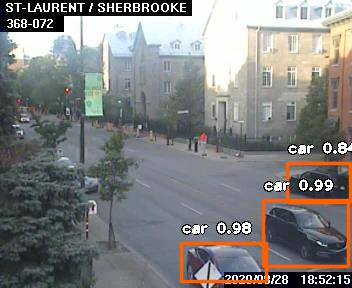 ST-LAURENT / SHERBROOKE
368-072
car 0.84
car 0.99
car 0.98
2020/08/28 18:52:15